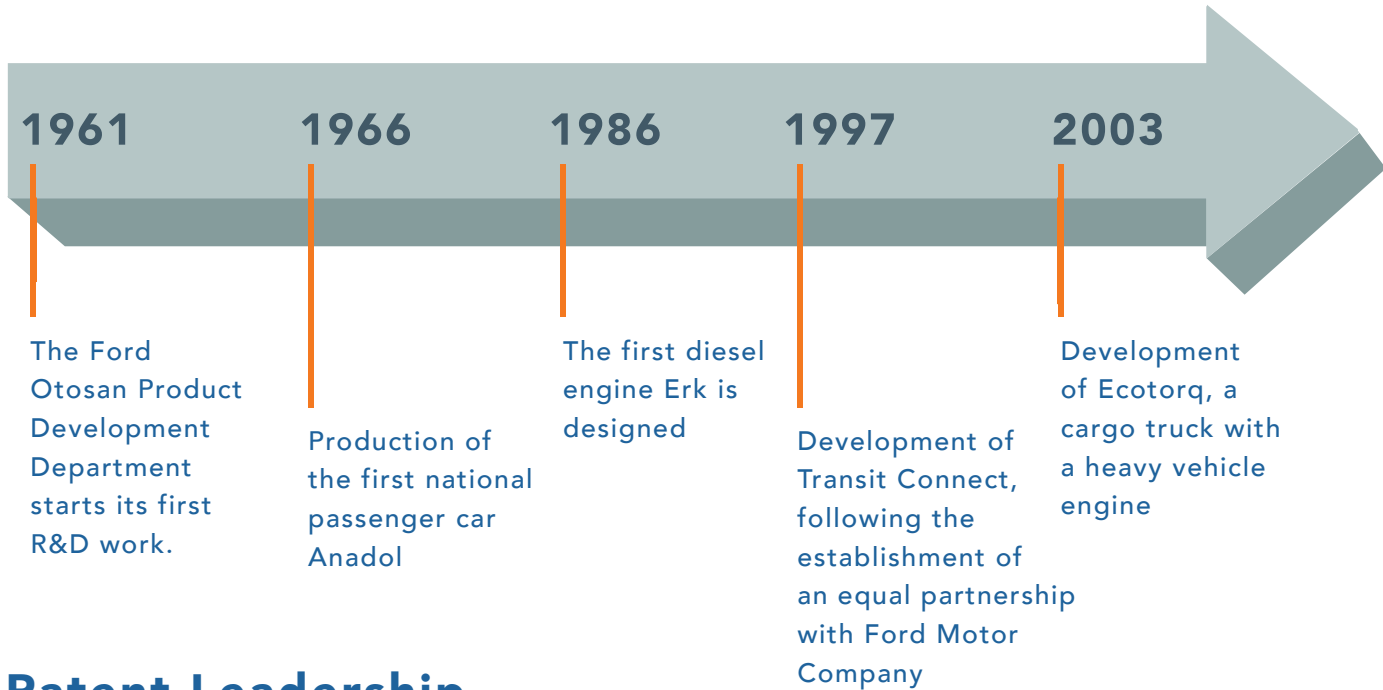 1961 1966 1986 1997 2003
The Ford
Otosan Product
Development
Department
starts its first
R&D work.
Production of
the first national
passenger car
Anadol
The first diesel
engine Erk is
designed
Development of
Transit Connect,
following the
establishment of
an equal partnership
with Ford Motor
Company
Development
of Ecotorq, a
cargo truck with
a heavy vehicle
engine
Patent Leadership